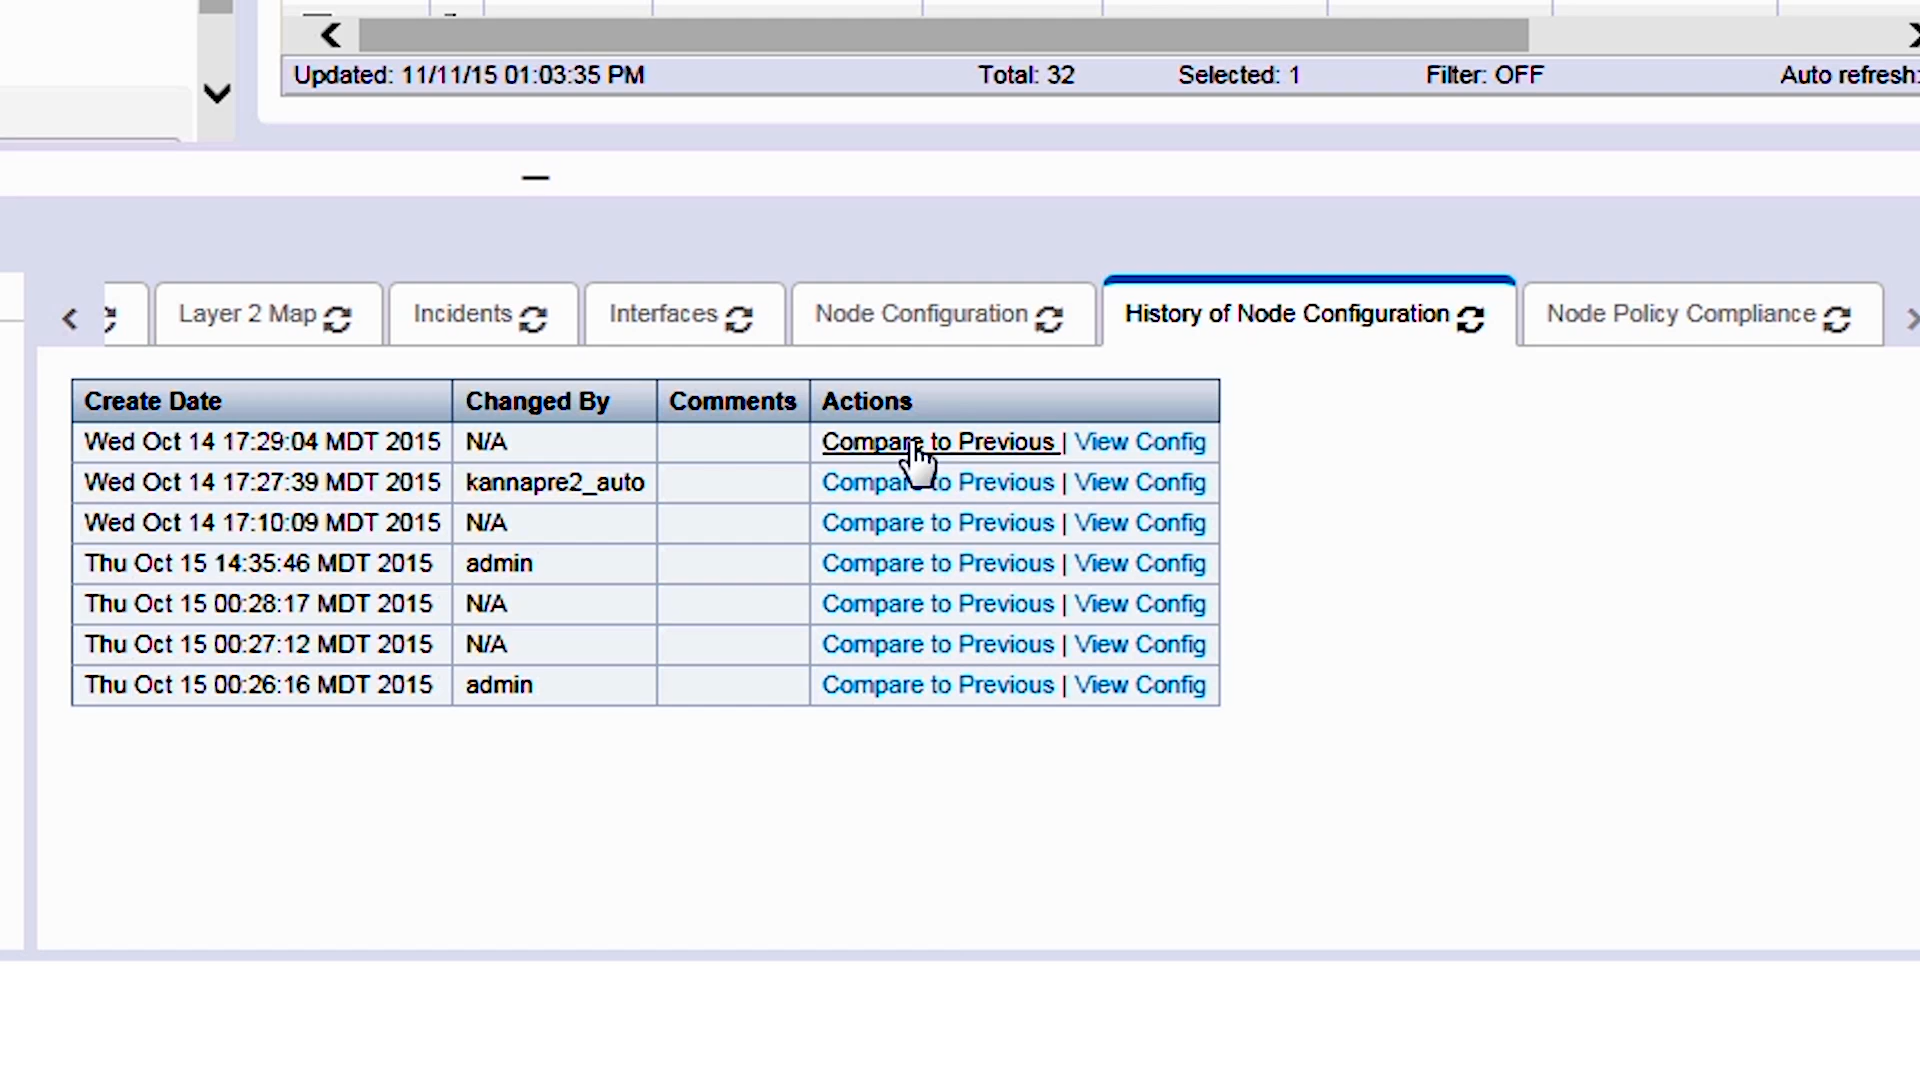 Updated: 11/11/15 01:03:35 PM Total: 32 Selected: 1 Filter: OFF Auto refresh:
Layer 2 Map Incidents Interfaces Node Configuration History of Node Configuration Node Policy Compliance
Create Date Changed By Comments Actions
Wed Oct 14 17:29:04 MDT 2015 N/A Compare to Previous | View Config
Wed Oct 14 17:27:39 MDT 2015 kannapre2_auto Compare to Previous | View Config
Wed Oct 14 17:10:09 MDT 2015 N/A Compare to Previous | View Config
Thu Oct 15 14:35:46 MDT 2015 admin Compare to Previous | View Config
Thu Oct 15 00:28:17 MDT 2015 N/A Compare to Previous | View Config
Thu Oct 15 00:27:12 MDT 2015 N/A Compare to Previous | View Config
Thu Oct 15 00:26:16 MDT 2015 admin Compare to Previous | View Config